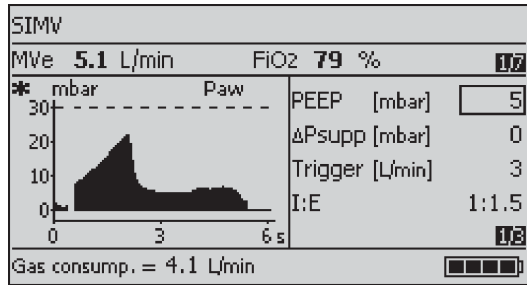 SIMV
MVe 5.1 L/min FiO2 79 % 1/7
* mbar Paw
30
20
10
0
0 3 6 s
PEEP [mbar] 5
ΔPsupp [mbar] 0
Trigger [L/min] 3
I:E 1:1.5
1/3
Gas consump. = 4.1 L/min